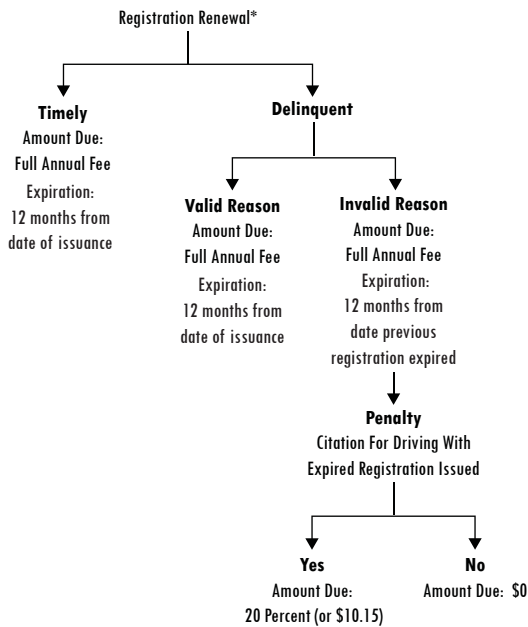 Registration Renewal*
Timely
Amount Due:
Full Annual Fee
Expiration:
12 months from
date of issuance
Delinquent
Valid Reason
Amount Due:
Full Annual Fee
Expiration:
12 months from
date of issuance
Invalid Reason
Amount Due:
Full Annual Fee
Expiration:
12 months from
date previous
registration expired
Penalty
Citation For Driving With
Expired Registration Issued
Yes
Amount Due:
20 Percent (or $10.15)
No
Amount Due: $0